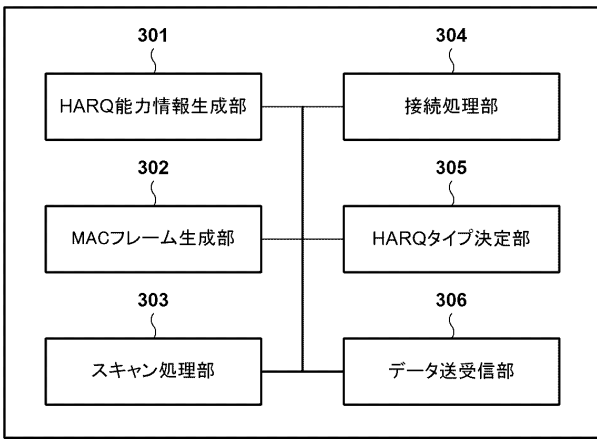 301
HARQ能力情報生成部
302
MACフレーム生成部
303
スキャン処理部
304
接続処理部
305
HARQタイプ決定部
306
データ送受信部